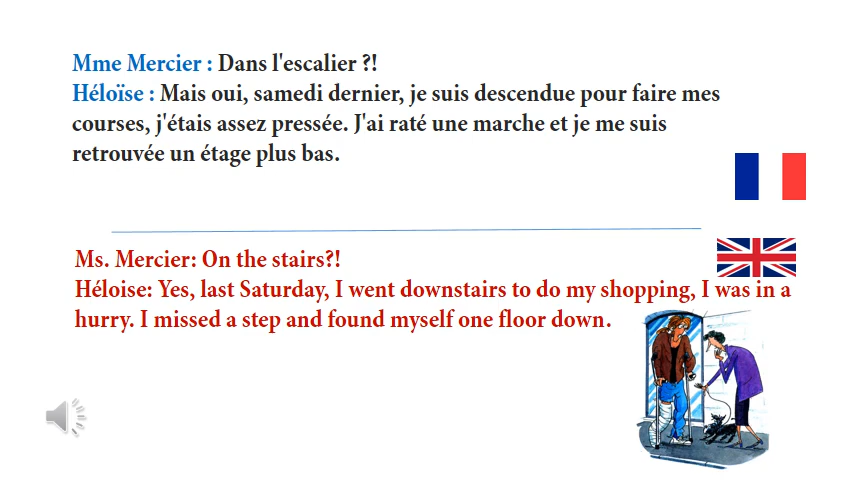 Mme Mercier : Dans l'escalier ?!
Héloïse : Mais oui, samedi dernier, je suis descendue pour faire mes
courses, j'étais assez pressée. J'ai raté une marche et je me suis
retrouvée un étage plus bas.
Ms. Mercier: On the stairs?!
Héloise: Yes, last Saturday, I went downstairs to do my shopping, I was in a
hurry. I missed a step and found myself one floor down.